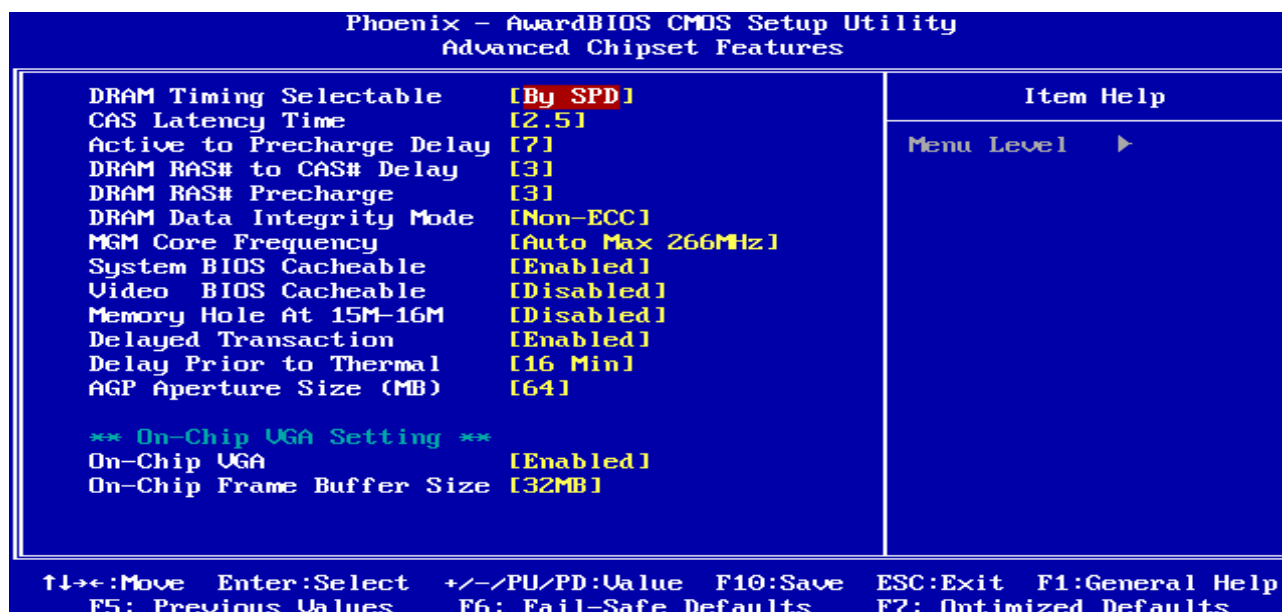 Phoenix - AwardBIOS CMOS Setup Utility
Advanced Chipset Features
DRAM Timing Selectable [By SPD]
CAS Latency Time [2.5]
Active to Precharge Delay [7]
DRAM RAS# to CAS# Delay [3]
DRAM RAS# Precharge [3]
DRAM Data Integrity Mode [Non-ECC]
MGM Core Frequency [Auto Max 266MHz]
System BIOS Cacheable [Enabled]
Video BIOS Cacheable [Disabled]
Memory Hole At 15M-16M [Disabled]
Delayed Transaction [Enabled]
Delay Prior to Thermal [16 Min]
AGP Aperture Size (MB) [64]
** On-Chip VGA Setting **
On-Chip VGA [Enabled]
On-Chip Frame Buffer Size [32MB]
Item Help
Menu Level ▶
↑↓→←:Move Enter:Select +/-/PU/PD:Value F10:Save ESC:Exit F1:General Help
F5: Previous Values F6: Fail-Safe Defaults F7: Optimized Defaults